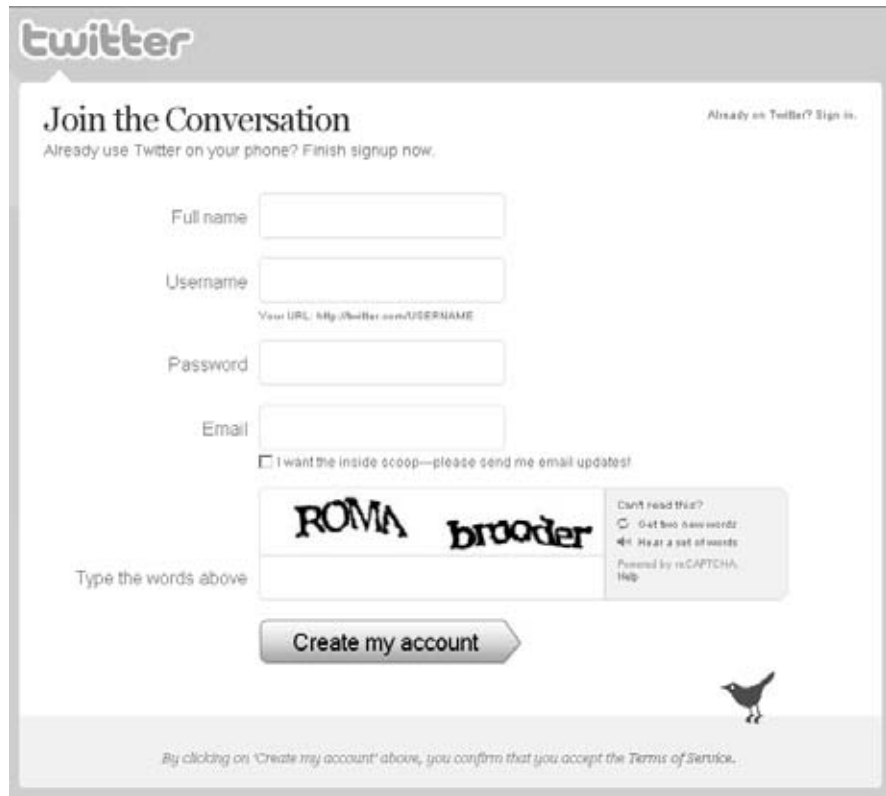 twitter
Join the Conversation
Already on Twitter? Sign in.
Already use Twitter on your phone? Finish signup now.
Full name
Username
Your URL: http://twitter.com/USERNAME
Password
Email
I want the inside scoop—please send me email updates!
ROMA brooder
Can't read this?
Get two new words
Hear a set of words
Powered by reCAPTCHA.
Help
Type the words above
Create my account
By clicking on 'Create my account' above, you confirm that you accept the Terms of Service.